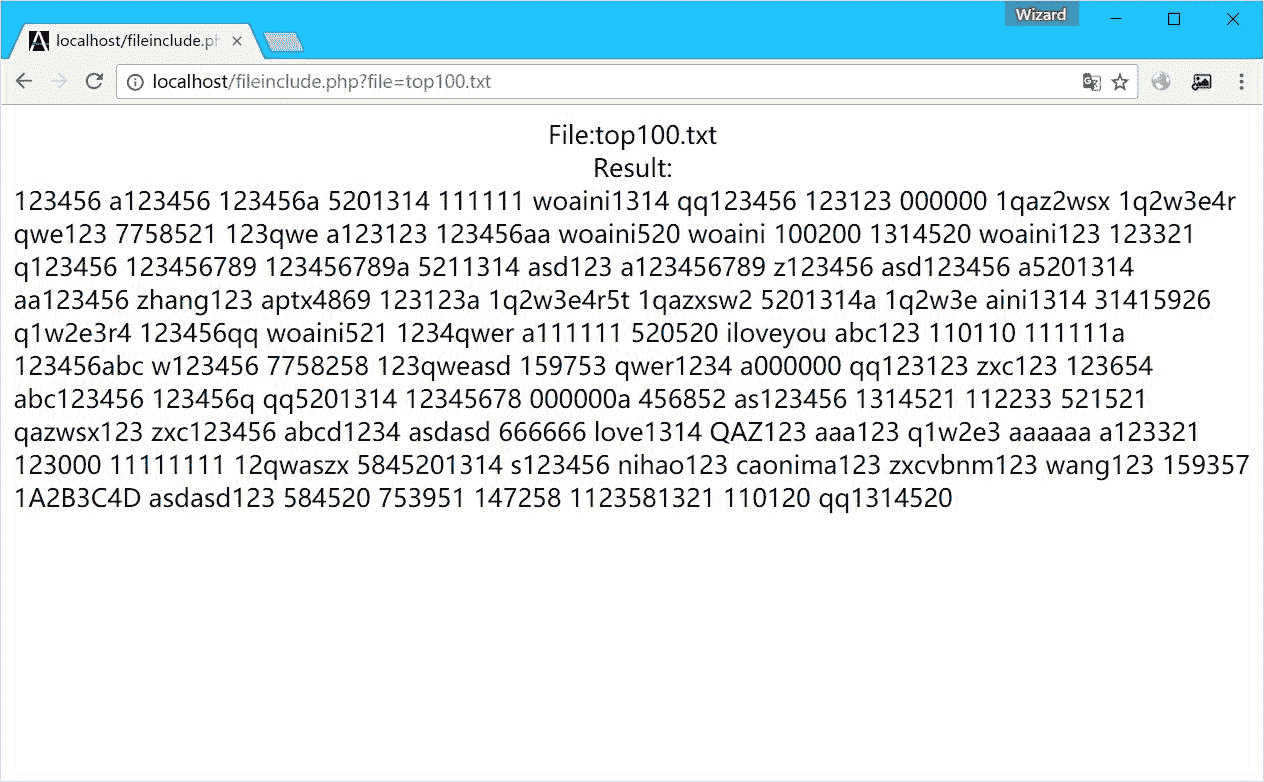 Wizard
localhost/fileinclude.ph
localhost/fileinclude.php?file=top100.txt
File:top100.txt
Result:
123456 a123456 123456a 5201314 111111 woaini1314 qq123456 123123 000000 1qaz2wsx 1q2w3e4r
qwe123 7758521 123qwe a123123 123456aa woaini520 woaini 100200 1314520 woaini123 123321
q123456 123456789 123456789a 5211314 asd123 a123456789 z123456 asd123456 a5201314
aa123456 zhang123 aptx4869 123123a 1q2w3e4r5t 1qazxsw2 5201314a 1q2w3e aini1314 31415926
q1w2e3r4 123456qq woaini521 1234qwer a111111 520520 iloveyou abc123 110110 111111a
123456abc w123456 7758258 123qweasd 159753 qwer1234 a000000 qq123123 zxc123 123654
abc123456 123456q qq5201314 12345678 000000a 456852 as123456 1314521 112233 521521
qazwsx123 zxc123456 abcd1234 asdasd 666666 love1314 QAZ123 aaa123 q1w2e3 aaaaaa a123321
123000 11111111 12qwaszx 5845201314 s123456 nihao123 caonima123 zxcvbnm123 wang123 159357
1A2B3C4D asdasd123 584520 753951 147258 1123581321 110120 qq1314520